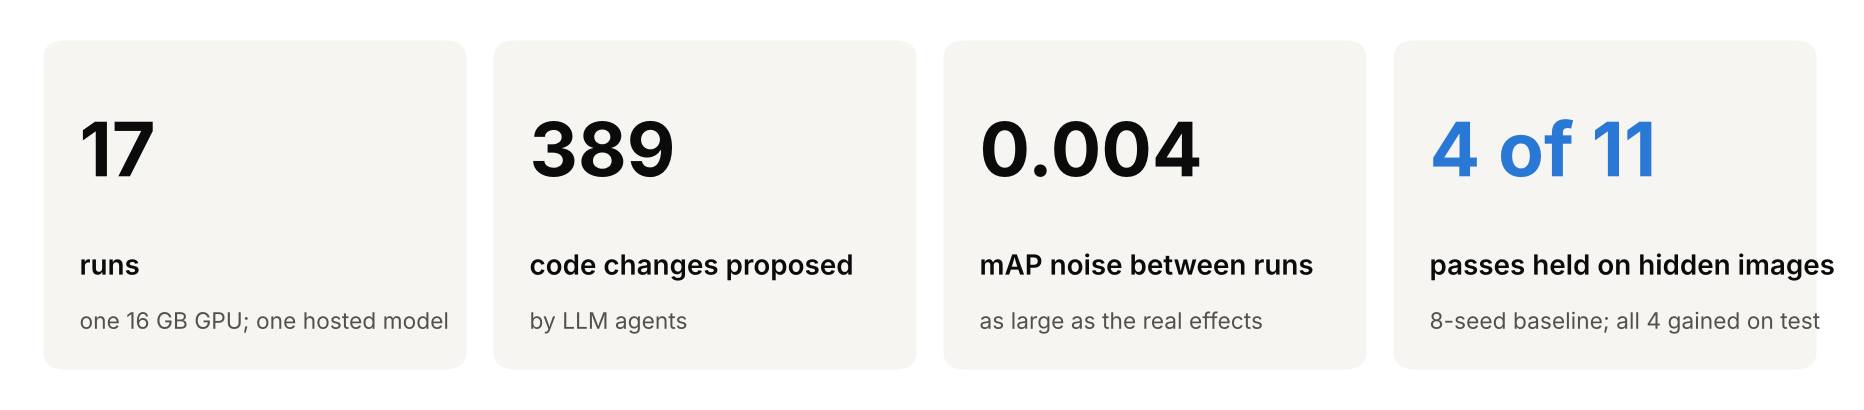 17
runs
one 16 GB GPU; one hosted model
389
code changes proposed
by LLM agents
0.004
mAP noise between runs
as large as the real effects
4 of 11
passes held on hidden images
8-seed baseline; all 4 gained on test